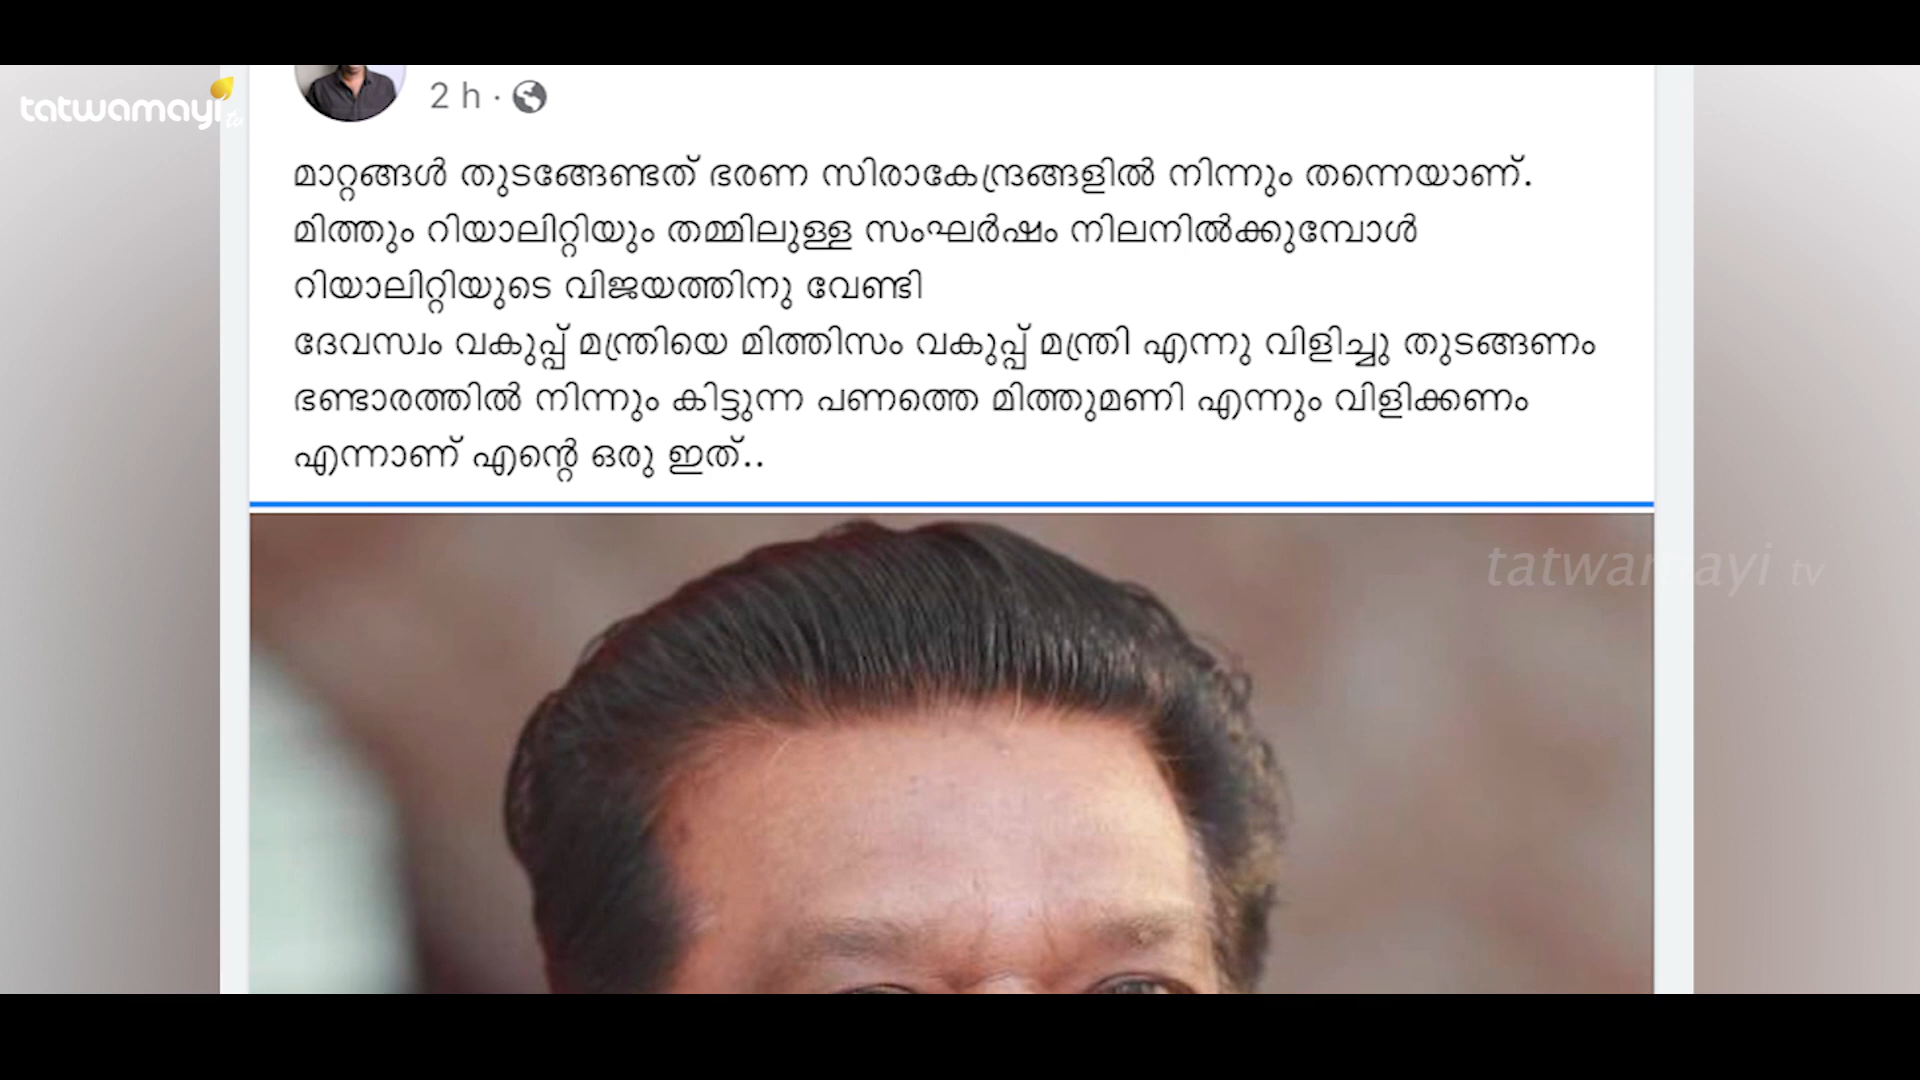 tatwamayi tv
2 h ·
മാറ്റങ്ങൾ തുടങ്ങേണ്ടത് ഭരണ സിരാകേന്ദ്രങ്ങളിൽ നിന്നും തന്നെയാണ്.
മിത്തും റിയാലിറ്റിയും തമ്മിലുള്ള സംഘർഷം നിലനിൽക്കുമ്പോൾ
റിയാലിറ്റിയുടെ വിജയത്തിനു വേണ്ടി
ദേവസ്വം വകുപ്പ് മന്ത്രിയെ മിത്തിസം വകുപ്പ് മന്ത്രി എന്നു വിളിച്ചു തുടങ്ങണം
ഭണ്ടാരത്തിൽ നിന്നും കിട്ടുന്ന പണത്തെ മിത്തുമണി എന്നും വിളിക്കണം
എന്നാണ് എന്റെ ഒരു ഇത്..
tatwamayi tv